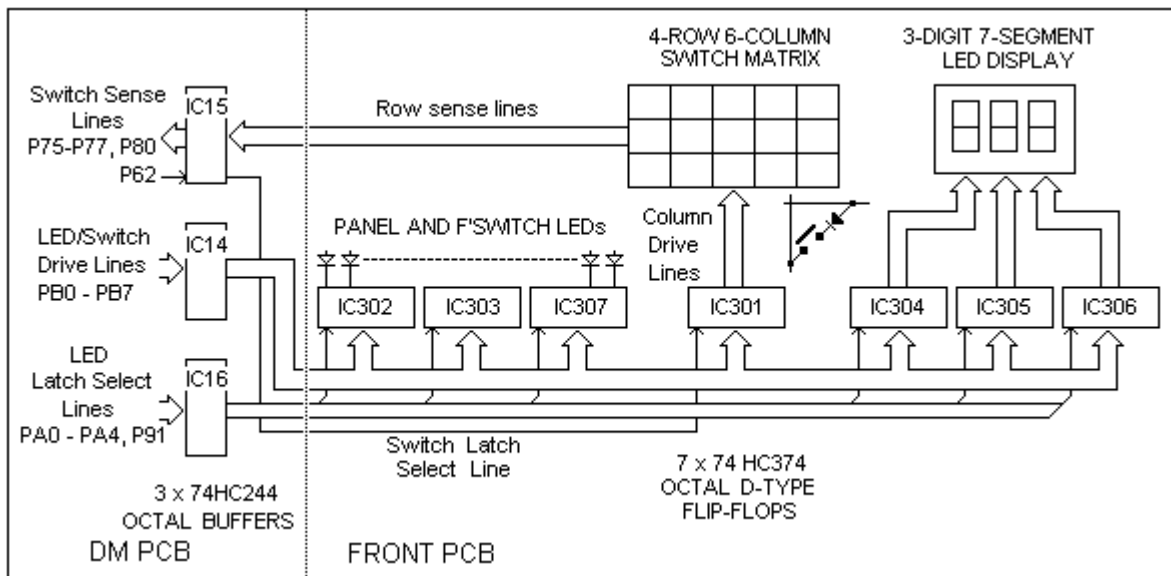 4-ROW 6-COLUMN
SWITCH MATRIX
3-DIGIT 7-SEGMENT
LED DISPLAY
Switch Sense
Lines
P75-P77, P80
P62
IC15
Row sense lines
LED/Switch
Drive Lines
PB0 - PB7
IC14
PANEL AND F'SWITCH LEDs
Column
Drive
Lines
IC302
IC303
IC307
IC301
IC304
IC305
IC306
LED
Latch Select
Lines
PA0 - PA4, P91
IC16
Switch Latch
Select Line
3 x 74HC244
OCTAL BUFFERS
7 x 74 HC374
OCTAL D-TYPE
FLIP-FLOPS
DM PCB
FRONT PCB